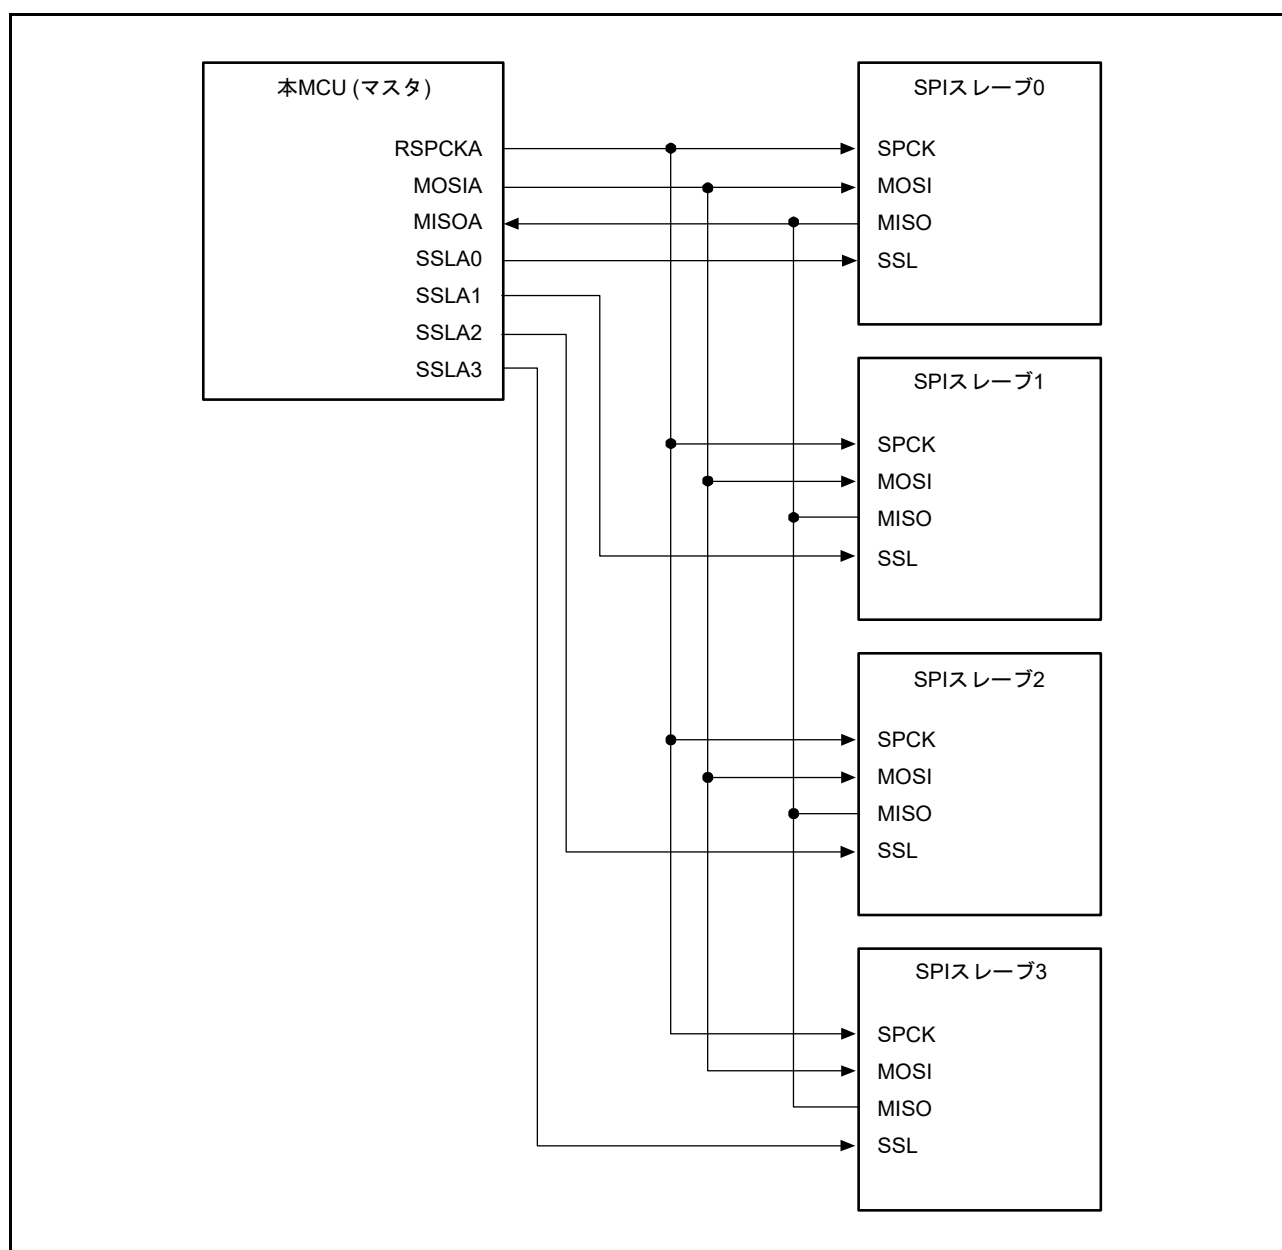 本MCU (マスタ)
RSPCKA
MOSIA
MISOA
SSLA0
SSLA1
SSLA2
SSLA3
SPIスレーブ0
SPCK
MOSI
MISO
SSL
SPIスレーブ1
SPCK
MOSI
MISO
SSL
SPIスレーブ2
SPCK
MOSI
MISO
SSL
SPIスレーブ3
SPCK
MOSI
MISO
SSL